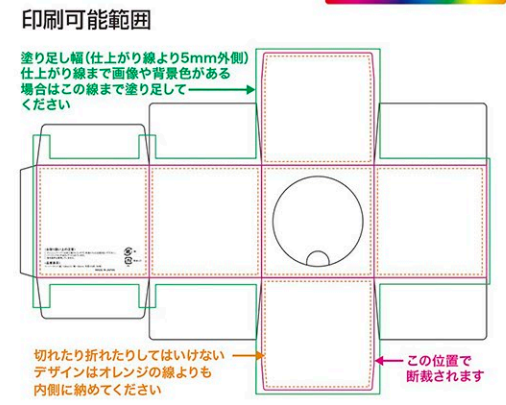 印刷可能範囲
塗り足し幅(仕上がり線より5mm外側)
仕上がり線まで画像や背景色がある
場合はこの線まで塗り足して
ください
切れたり折れたりしてはいけない
デザインはオレンジの線よりも
内側に納めてください
この位置で
断裁されます